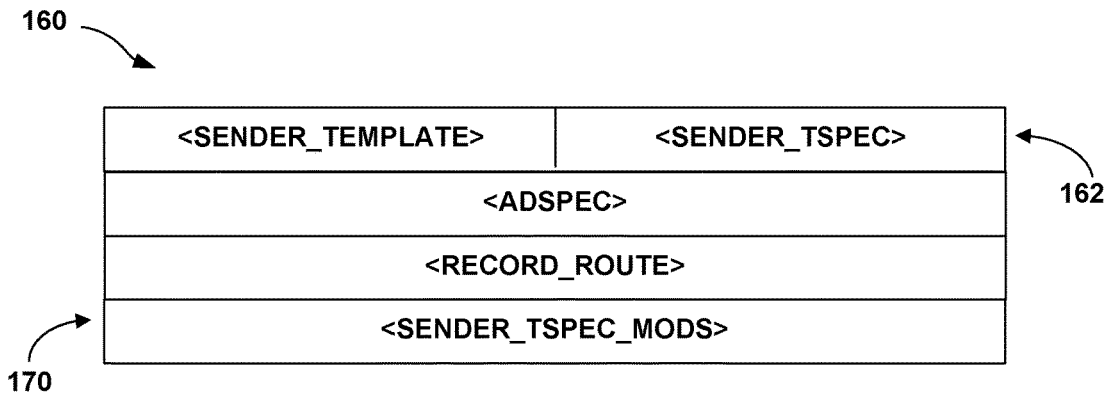 160
<SENDER_TEMPLATE> <SENDER_TSPEC>
162
<ADSPEC>
<RECORD_ROUTE>
<SENDER_TSPEC_MODS>
170